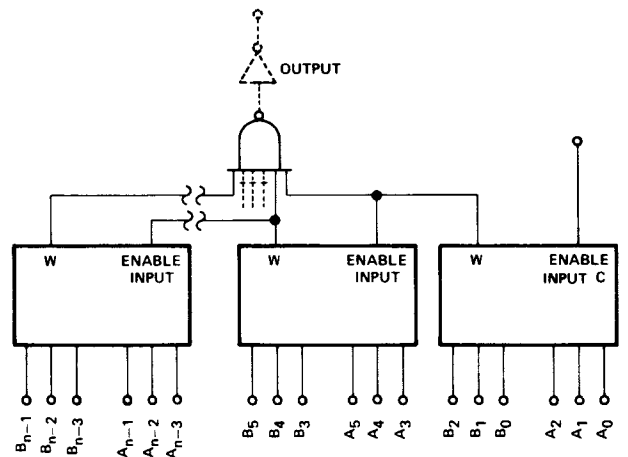 OUTPUT
W ENABLE INPUT
W ENABLE INPUT
W ENABLE INPUT C
Bn−1 Bn−2 Bn−3 An−1 An−2 An−3
B5 B4 B3 A5 A4 A3
B2 B1 B0 A2 A1 A0